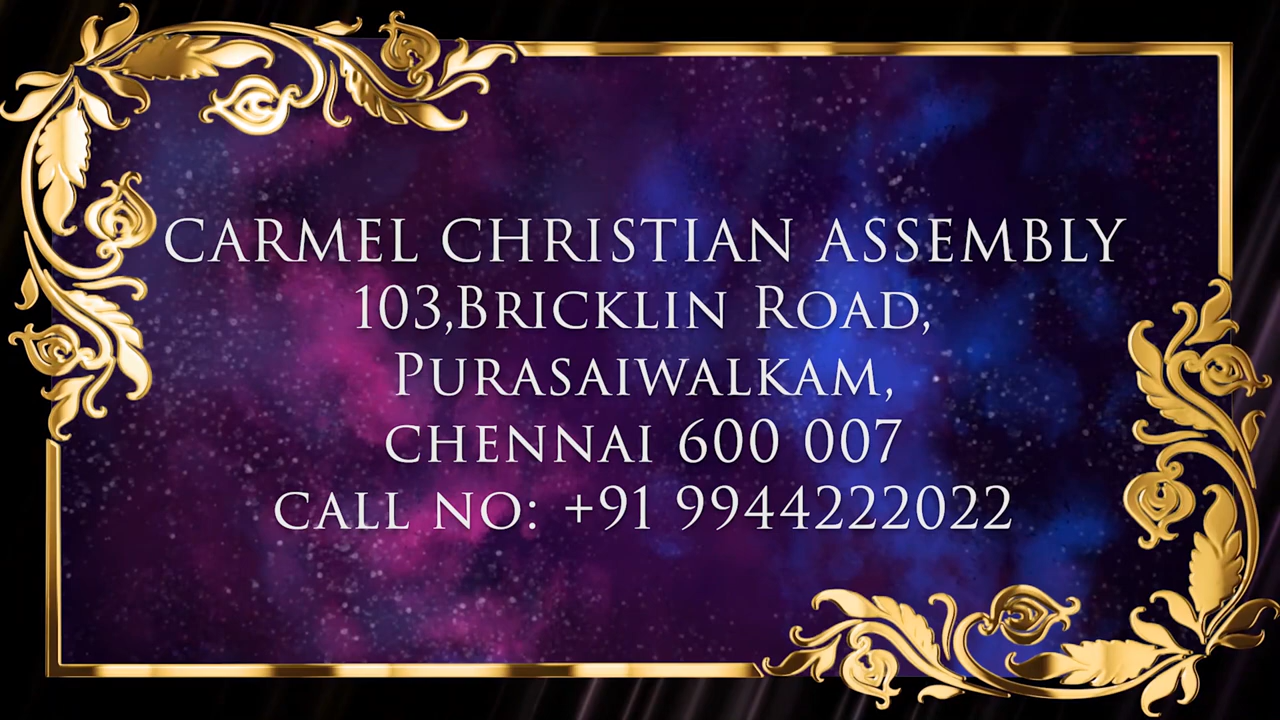 CARMEL CHRISTIAN ASSEMBLY
103,BRICKLIN ROAD,
PURASAIWALKAM,
CHENNAI 600 007
CALL NO: +91 9944222022